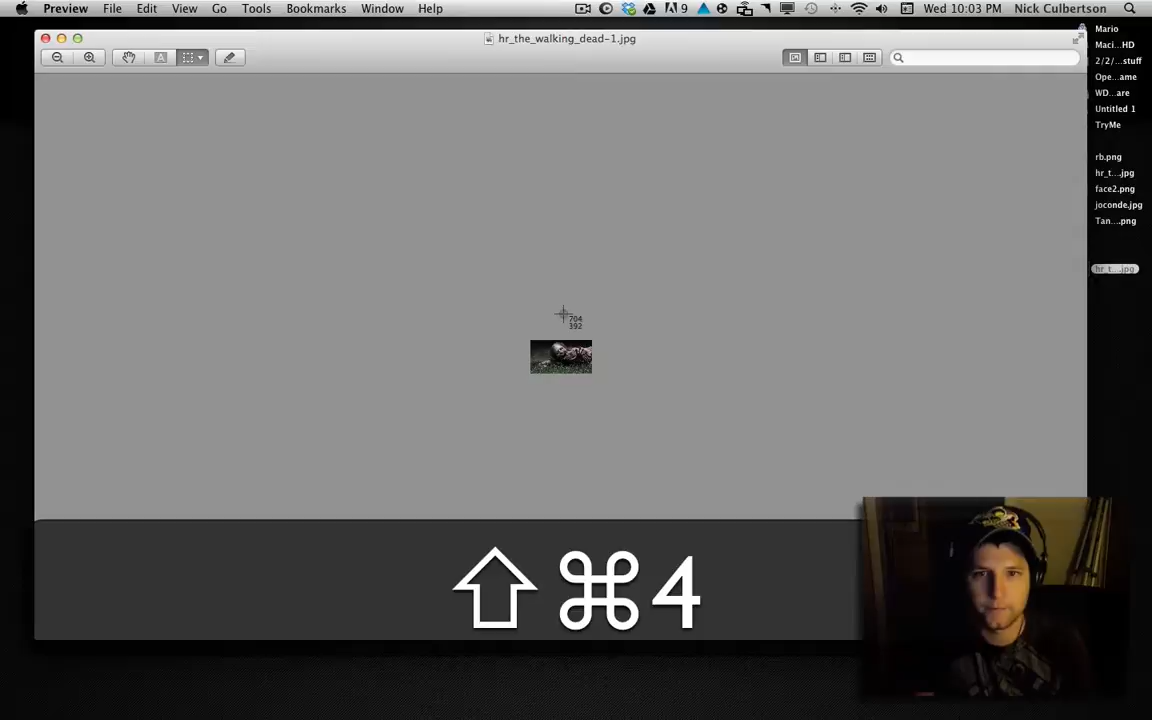 Preview File Edit View Go Tools Bookmarks Window Help 9 Wed 10:03 PM Nick Culbertson
hr_the_walking_dead-1.jpg
A
Mario
Maci...HD
2/2/...stuff
Ope...ame
WD...are
Untitled 1
TryMe
rb.png
hr_t....jpg
face2.png
joconde.jpg
Tan....png
hr_t....jpg
704
392
⇧ ⌘ 4